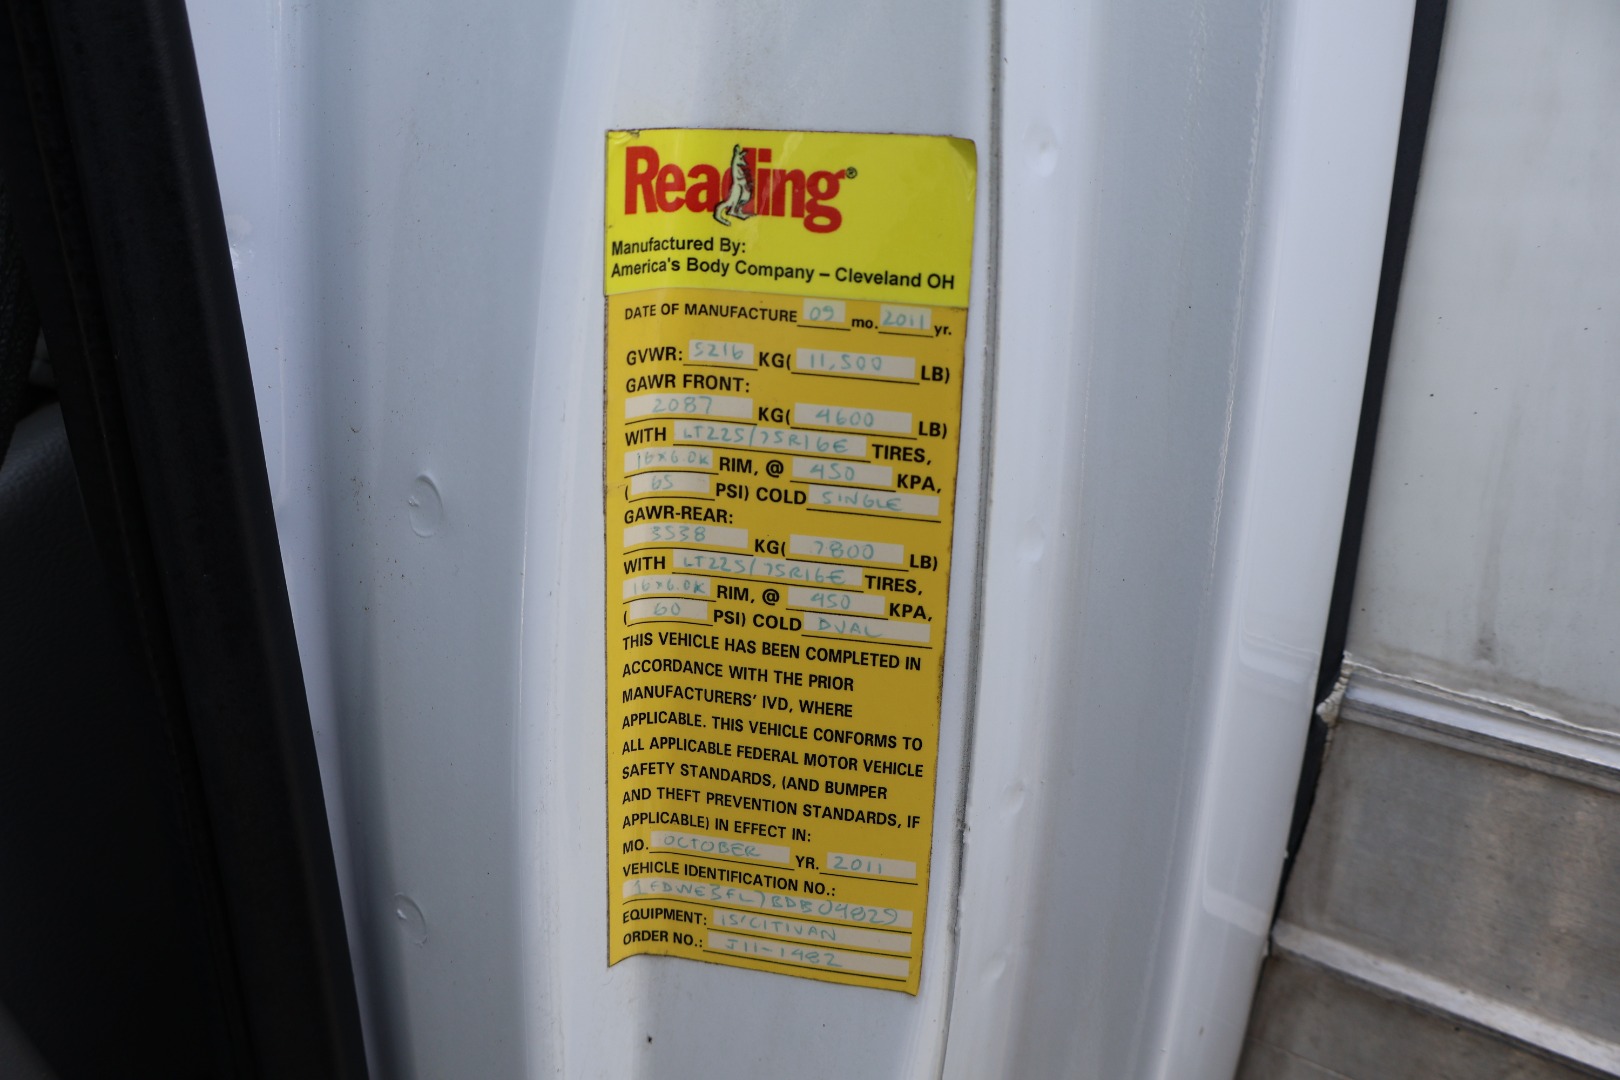 Reading®
Manufactured By:
America's Body Company – Cleveland OH
DATE OF MANUFACTURE 09 mo. 2011 yr.
GVWR: 5216 KG( 11,500 LB)
GAWR FRONT:
2087 KG( 4600 LB)
WITH LT225/75R16E TIRES,
16x6.0K RIM, @ 450 KPA,
( 65 PSI) COLD SINGLE
GAWR-REAR:
3538 KG( 7800 LB)
WITH LT225/75R16E TIRES,
16x6.0K RIM, @ 450 KPA,
( 60 PSI) COLD DUAL
THIS VEHICLE HAS BEEN COMPLETED IN
ACCORDANCE WITH THE PRIOR
MANUFACTURERS' IVD, WHERE
APPLICABLE. THIS VEHICLE CONFORMS TO
ALL APPLICABLE FEDERAL MOTOR VEHICLE
SAFETY STANDARDS, (AND BUMPER
AND THEFT PREVENTION STANDARDS, IF
APPLICABLE) IN EFFECT IN:
MO. OCTOBER YR. 2011
VEHICLE IDENTIFICATION NO.:
1FDWE3FL7BDB04829
EQUIPMENT: 15' CITIVAN
ORDER NO.: J11-1482